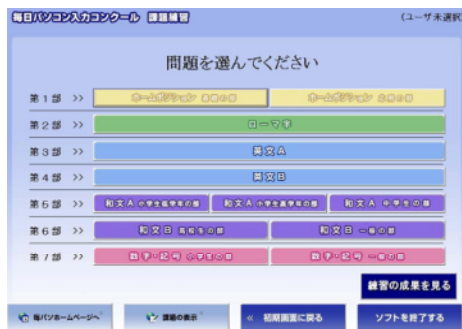 毎日パソコン入力コンクール 課題練習 (ユーザ未選択
問題を選んでください
第1部 >> ホームポジション 基礎の部 ホームポジション 応用の部
第2部 >> ローマ字
第3部 >> 英文A
第4部 >> 英文B
第5部 >> 和文A 小学生低学年の部 和文A 小学生高学年の部 和文A 中学生の部
第6部 >> 和文B 高校生の部 和文B 一般の部
第7部 >> 数字・記号 小学生の部 数字・記号 一般の部
練習の成果を見る
毎パソホームページへ 課題の表示 « 初期画面に戻る ソフトを終了する